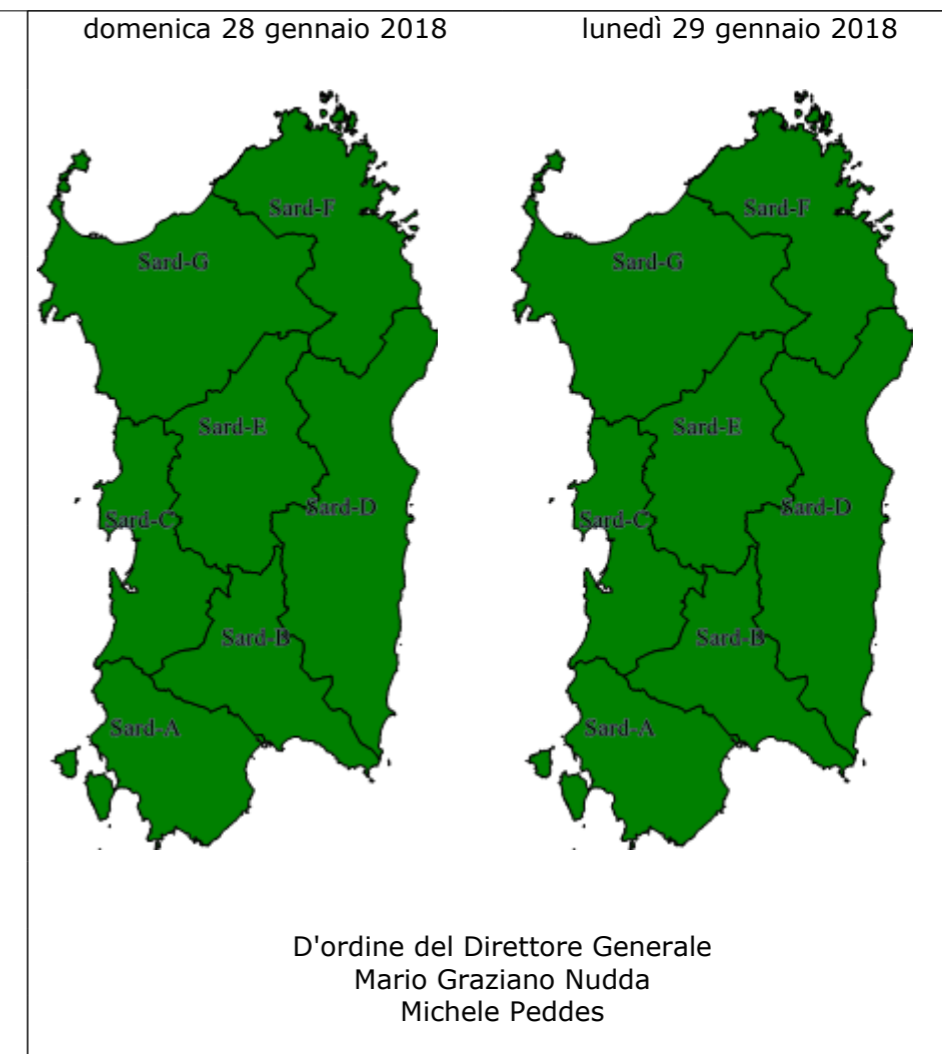 domenica 28 gennaio 2018
lunedì 29 gennaio 2018
Sard-F
Sard-G
Sard-E
Sard-D
Sard-C
Sard-B
Sard-A
Sard-F
Sard-G
Sard-E
Sard-D
Sard-C
Sard-B
Sard-A
D'ordine del Direttore Generale
Mario Graziano Nudda
Michele Peddes